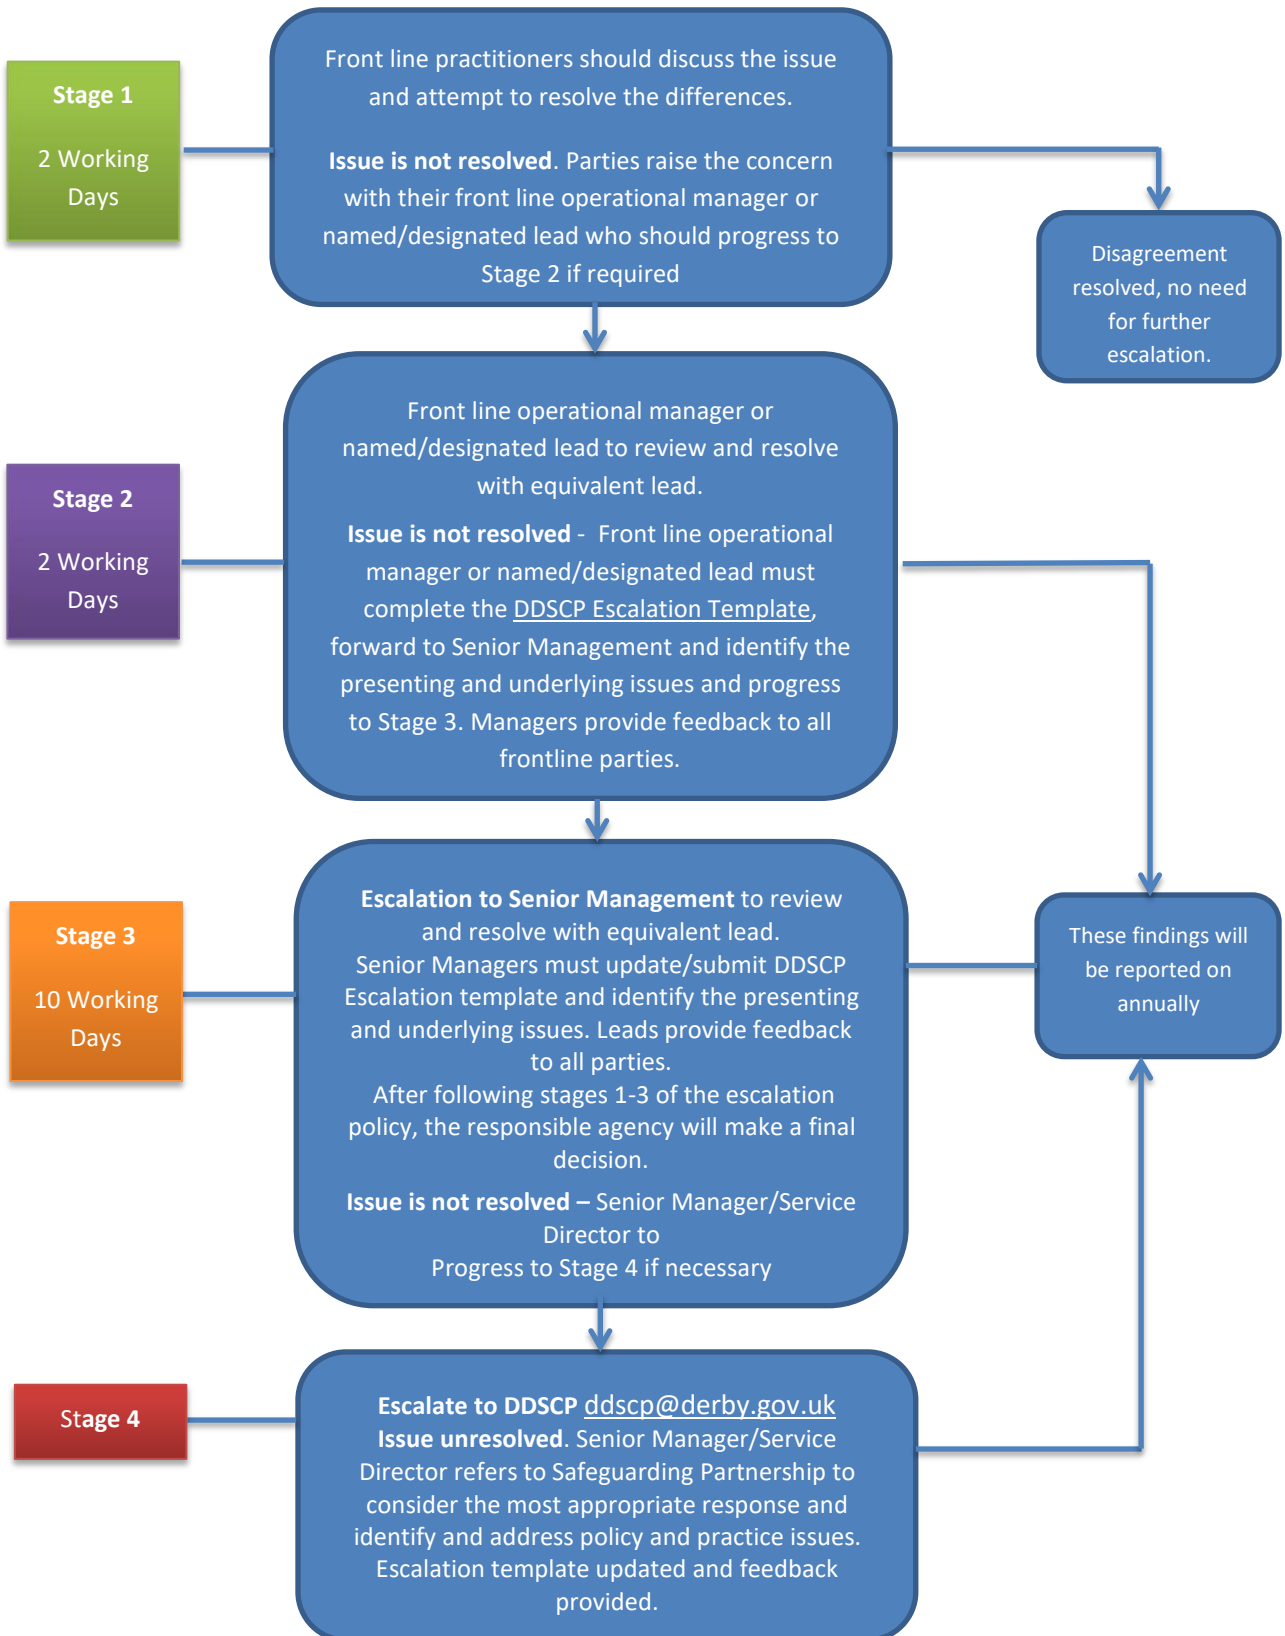 Stage 1
2 Working
Days
Front line practitioners should discuss the issue
and attempt to resolve the differences.
Issue is not resolved. Parties raise the concern
with their front line operational manager or
named/designated lead who should progress to
Stage 2 if required
Disagreement
resolved, no need
for further
escalation.
Stage 2
2 Working
Days
Front line operational manager or
named/designated lead to review and resolve
with equivalent lead.
Issue is not resolved -  Front line operational
manager or named/designated lead must
complete the DDSCP Escalation Template,
forward to Senior Management and identify the
presenting and underlying issues and progress
to Stage 3. Managers provide feedback to all
frontline parties.
Stage 3
10 Working
Days
Escalation to Senior Management to review
and resolve with equivalent lead.
Senior Managers must update/submit DDSCP
Escalation template and identify the presenting
and underlying issues. Leads provide feedback
to all parties.
After following stages 1-3 of the escalation
policy, the responsible agency will make a final
decision.
Issue is not resolved – Senior Manager/Service
Director to
Progress to Stage 4 if necessary
These findings will
be reported on
annually
Stage 4
Escalate to DDSCP ddscp@derby.gov.uk
Issue unresolved. Senior Manager/Service
Director refers to Safeguarding Partnership to
consider the most appropriate response and
identify and address policy and practice issues.
Escalation template updated and feedback
provided.